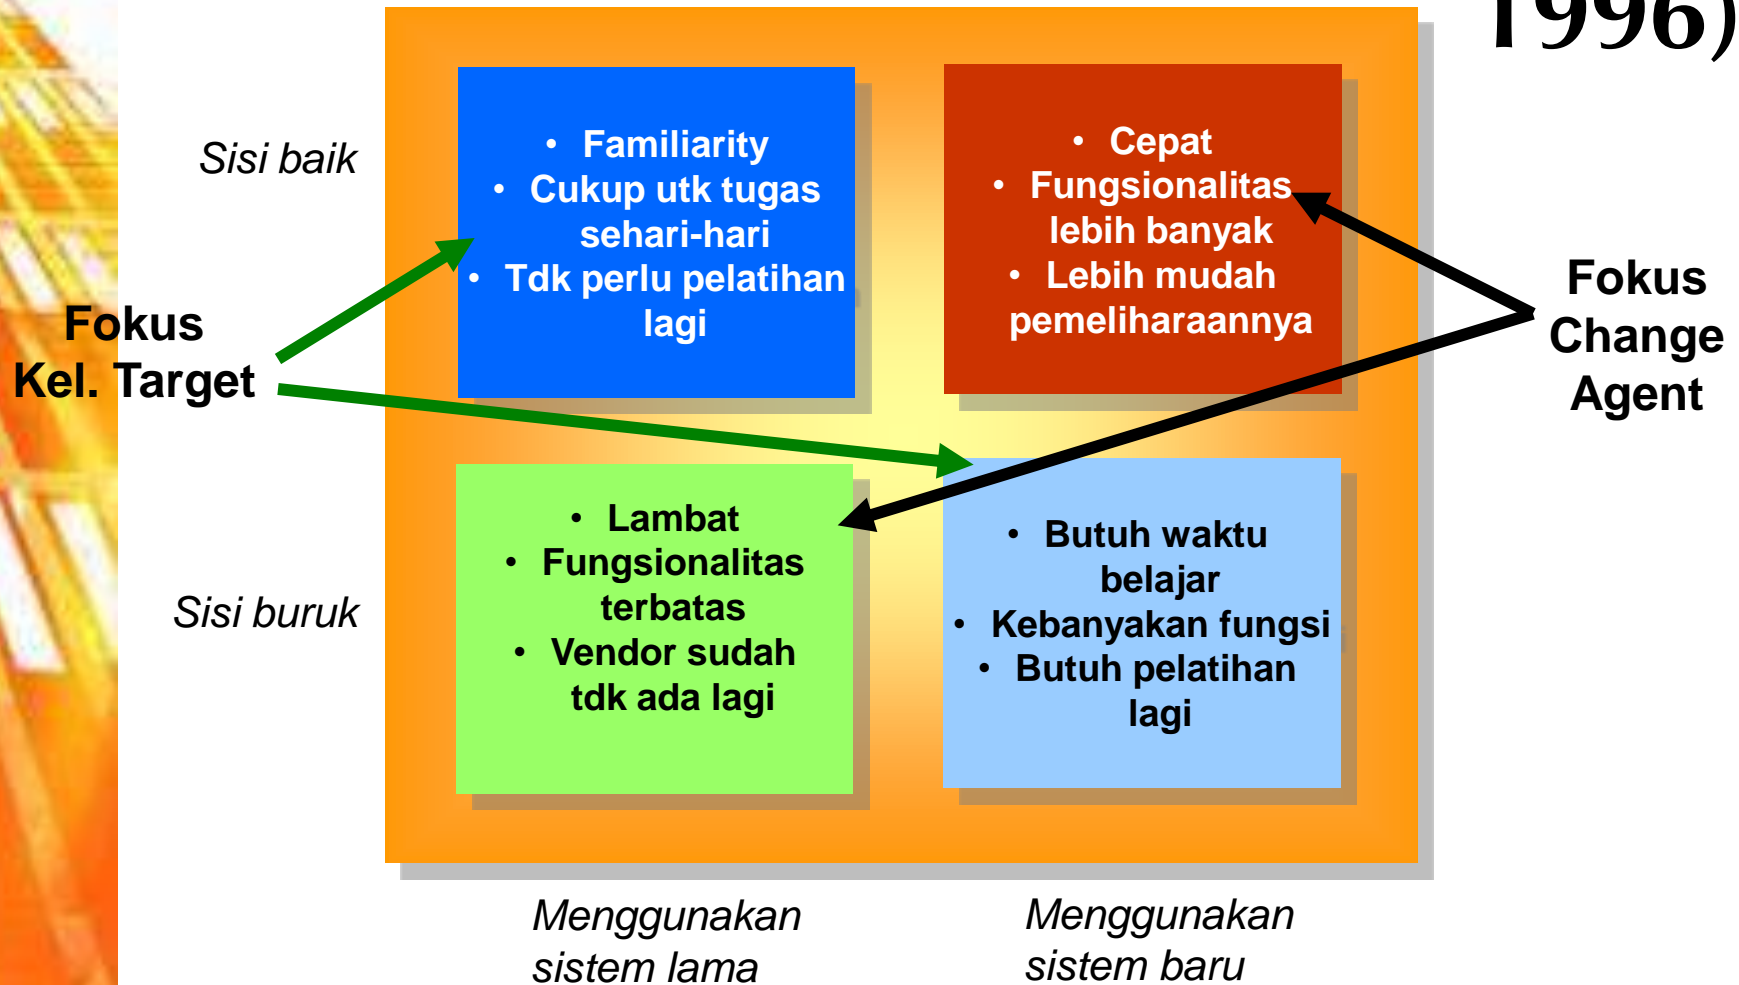 1996)
Sisi baik
• Familiarity
• Cukup utk tugas
sehari-hari
• Tdk perlu pelatihan
lagi
• Cepat
• Fungsionalitas
lebih banyak
• Lebih mudah
pemeliharaannya
Fokus
Kel. Target
Fokus
Change
Agent
Sisi buruk
• Lambat
• Fungsionalitas
terbatas
• Vendor sudah
tdk ada lagi
• Butuh waktu
belajar
• Kebanyakan fungsi
• Butuh pelatihan
lagi
Menggunakan
sistem lama
Menggunakan
sistem baru